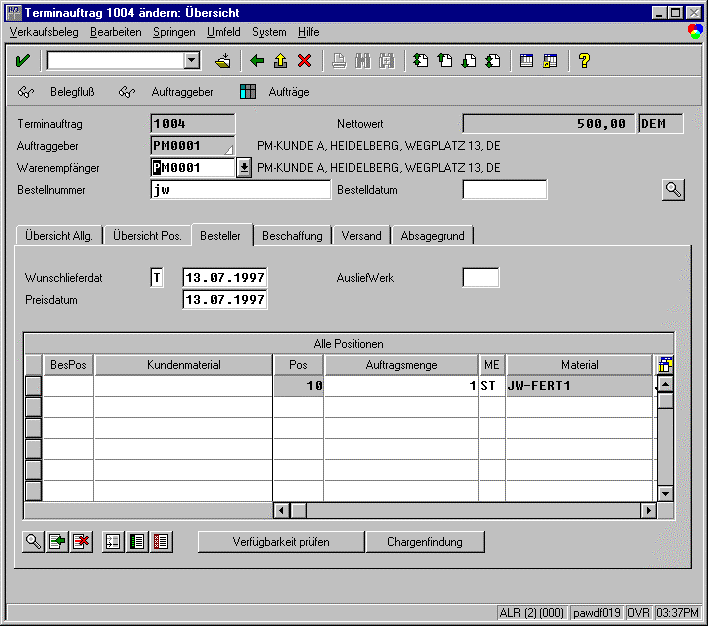 Terminauftrag 1004 ändern: Übersicht
Verkaufsbeleg Bearbeiten Springen Umfeld System Hilfe
Belegfluß Auftraggeber Aufträge
Terminauftrag 1004 Nettowert 500,00 DEM
Auftraggeber PM0001 PM-KUNDE A, HEIDELBERG, WEGPLATZ 13, DE
Warenempfänger PM0001 PM-KUNDE A, HEIDELBERG, WEGPLATZ 13, DE
Bestellnummer jw Bestelldatum
Übersicht Allg. Übersicht Pos. Besteller Beschaffung Versand Absagegrund
Wunschlieferdat T 13.07.1997 AusliefWerk
Preisdatum 13.07.1997
Alle Positionen
BesPos Kundenmaterial Pos Auftragsmenge ME Material
10 1 ST JW-FERT1
Verfügbarkeit prüfen Chargenfindung
ALR (2) (000) pawdf019 OVR 03:37PM